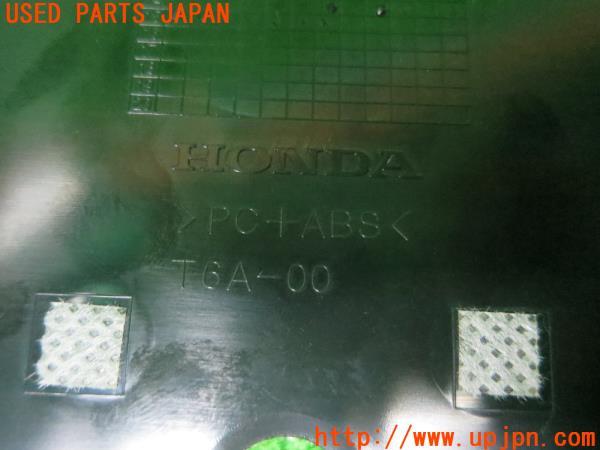 USED PARTS JAPAN
HONDA
>PC+ABS<
T6A-00
http://www.upjpn.com